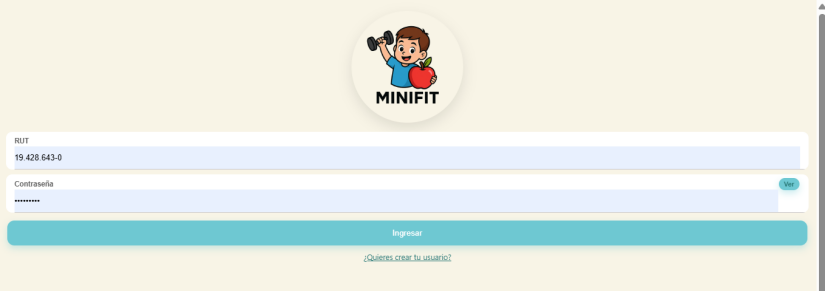 MINIFIT
RUT
19.428.643-0
Contraseña
Ver
•••••••••
Ingresar
¿Quieres crear tu usuario?